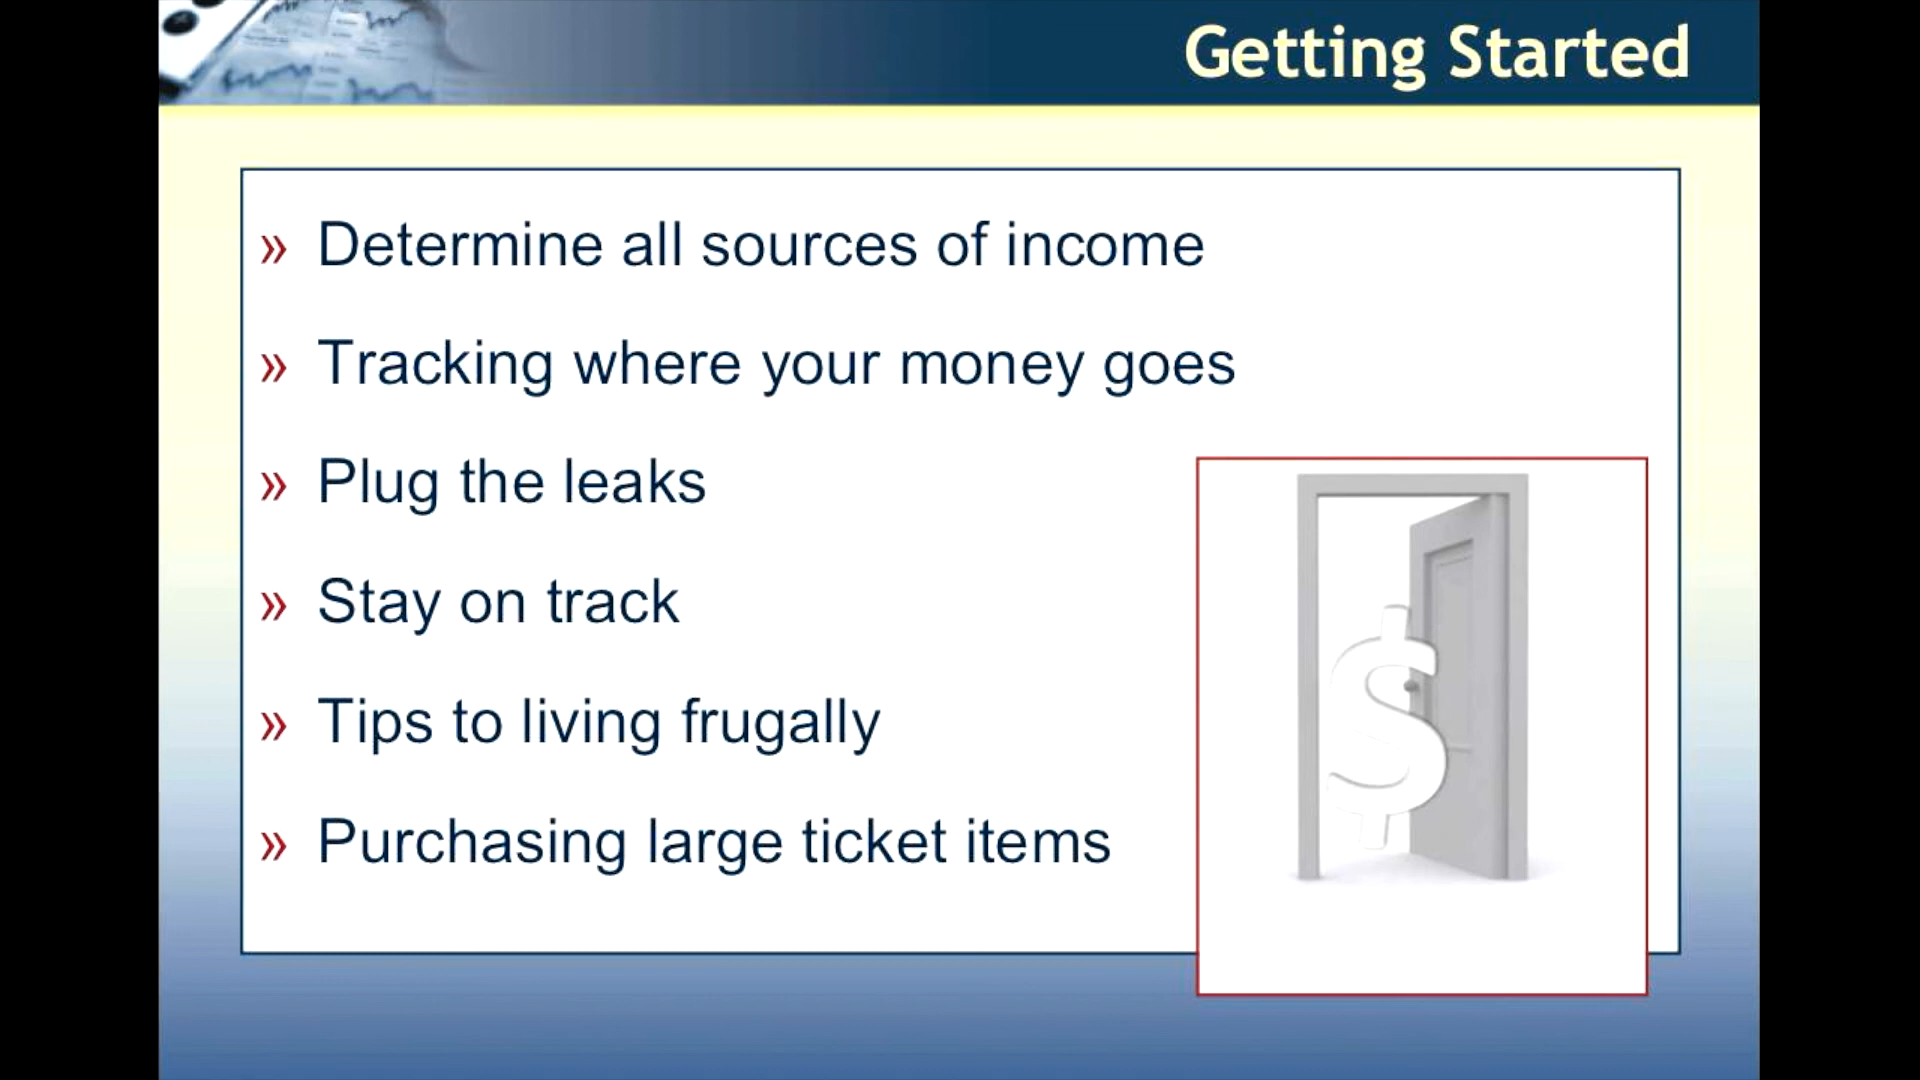 Getting Started
» Determine all sources of income
» Tracking where your money goes
» Plug the leaks
» Stay on track
» Tips to living frugally
» Purchasing large ticket items
$